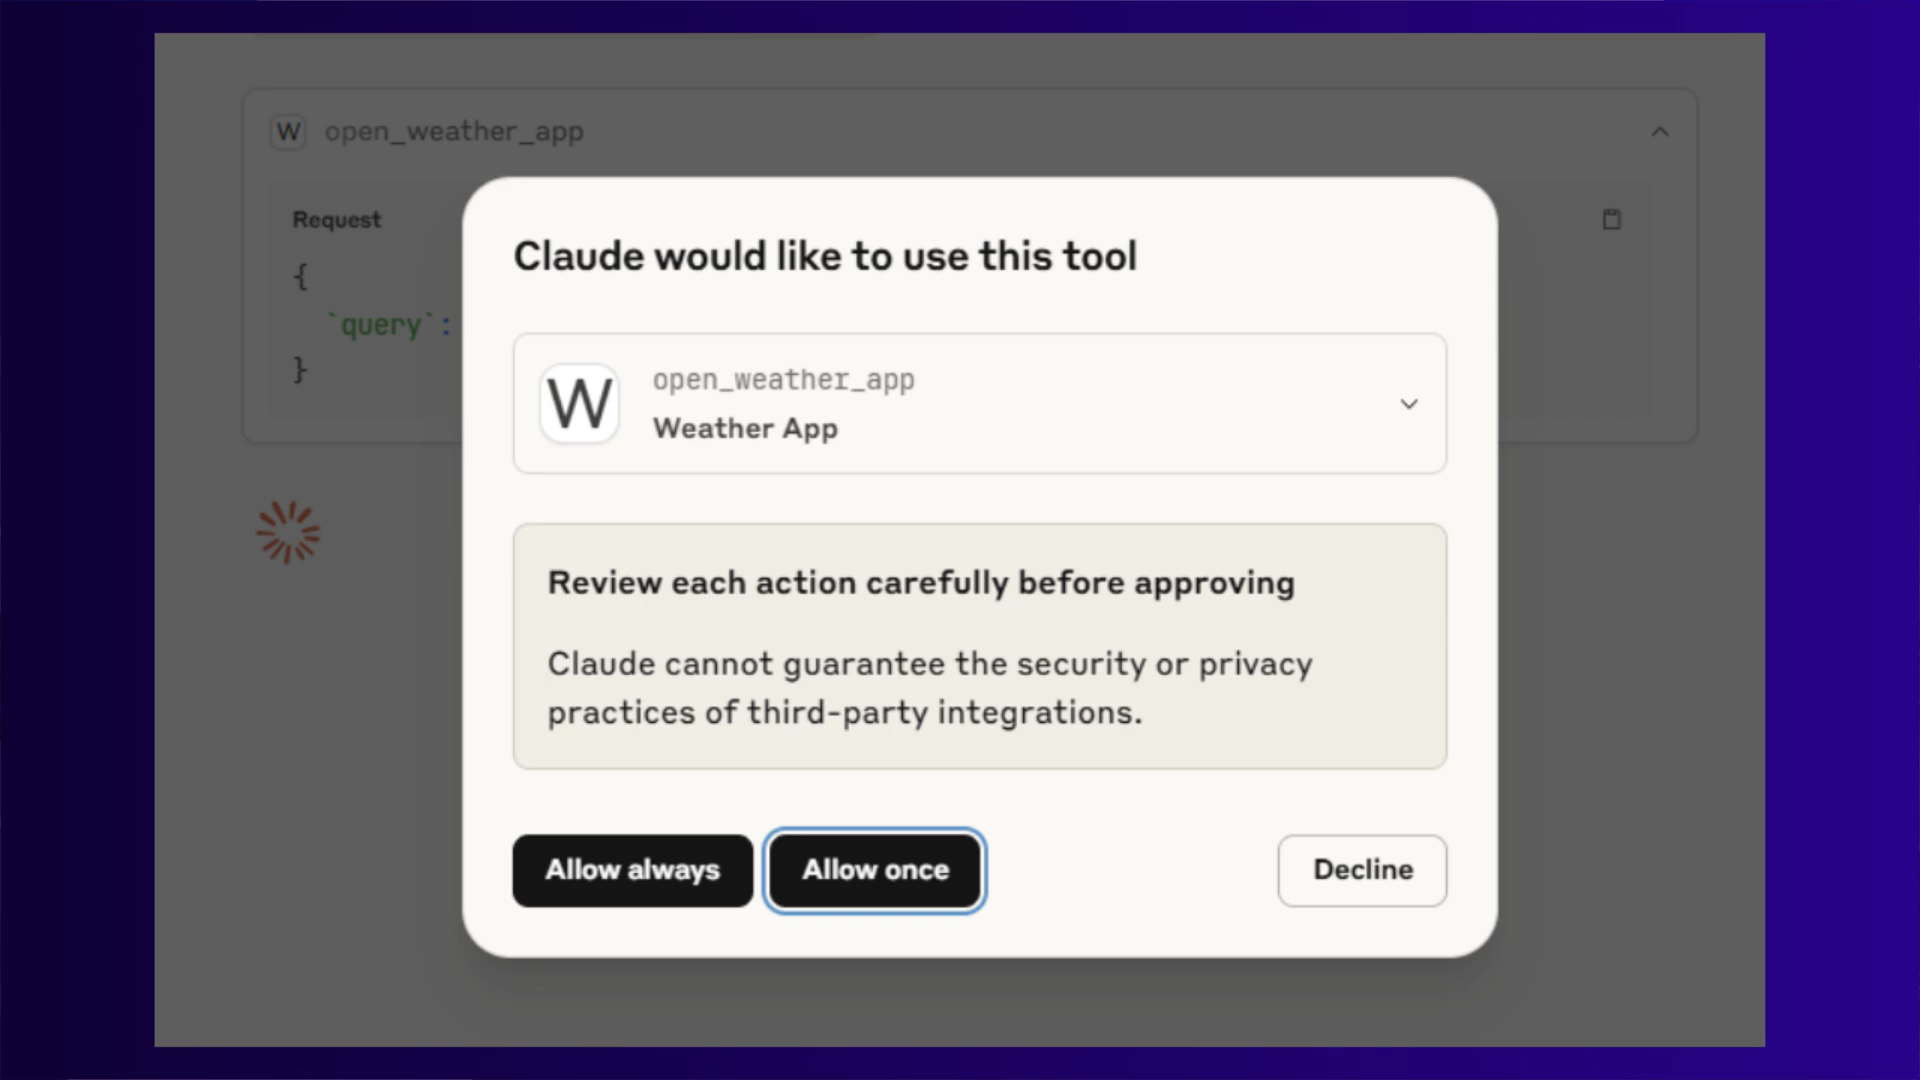 W open_weather_app
Request
{
`query`:
}
Claude would like to use this tool
W
open_weather_app
Weather App
Review each action carefully before approving
Claude cannot guarantee the security or privacy
practices of third-party integrations.
Allow always Allow once Decline